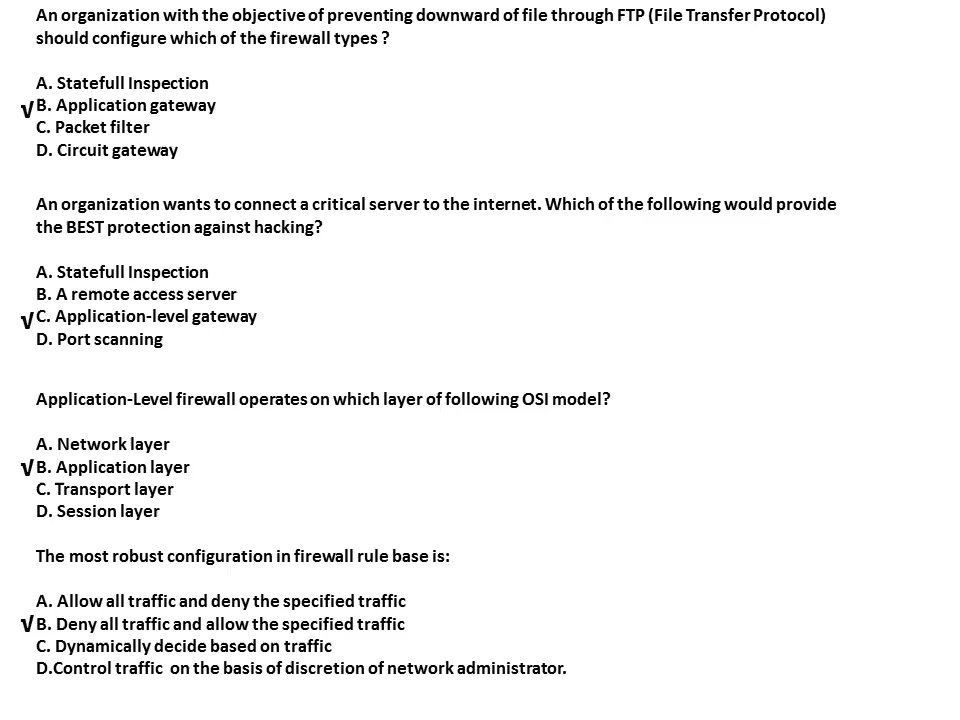 An organization with the objective of preventing downward of file through FTP (File Transfer Protocol)
should configure which of the firewall types ?
A. Statefull Inspection
√ B. Application gateway
C. Packet filter
D. Circuit gateway
An organization wants to connect a critical server to the internet. Which of the following would provide
the BEST protection against hacking?
A. Statefull Inspection
B. A remote access server
√ C. Application-level gateway
D. Port scanning
Application-Level firewall operates on which layer of following OSI model?
A. Network layer
√ B. Application layer
C. Transport layer
D. Session layer
The most robust configuration in firewall rule base is:
A. Allow all traffic and deny the specified traffic
√ B. Deny all traffic and allow the specified traffic
C. Dynamically decide based on traffic
D.Control traffic on the basis of discretion of network administrator.